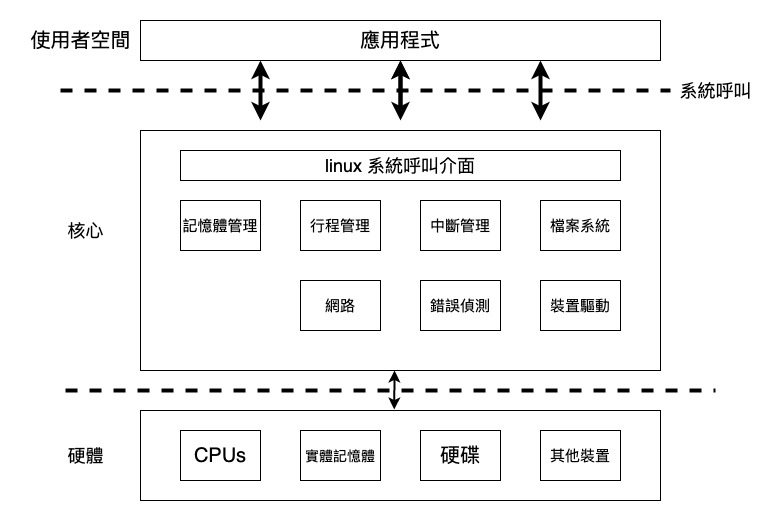 使用者空間
應用程式
系統呼叫
linux 系統呼叫介面
核心
記憶體管理
行程管理
中斷管理
檔案系統
網路
錯誤偵測
裝置驅動
硬體
CPUs
實體記憶體
硬碟
其他裝置